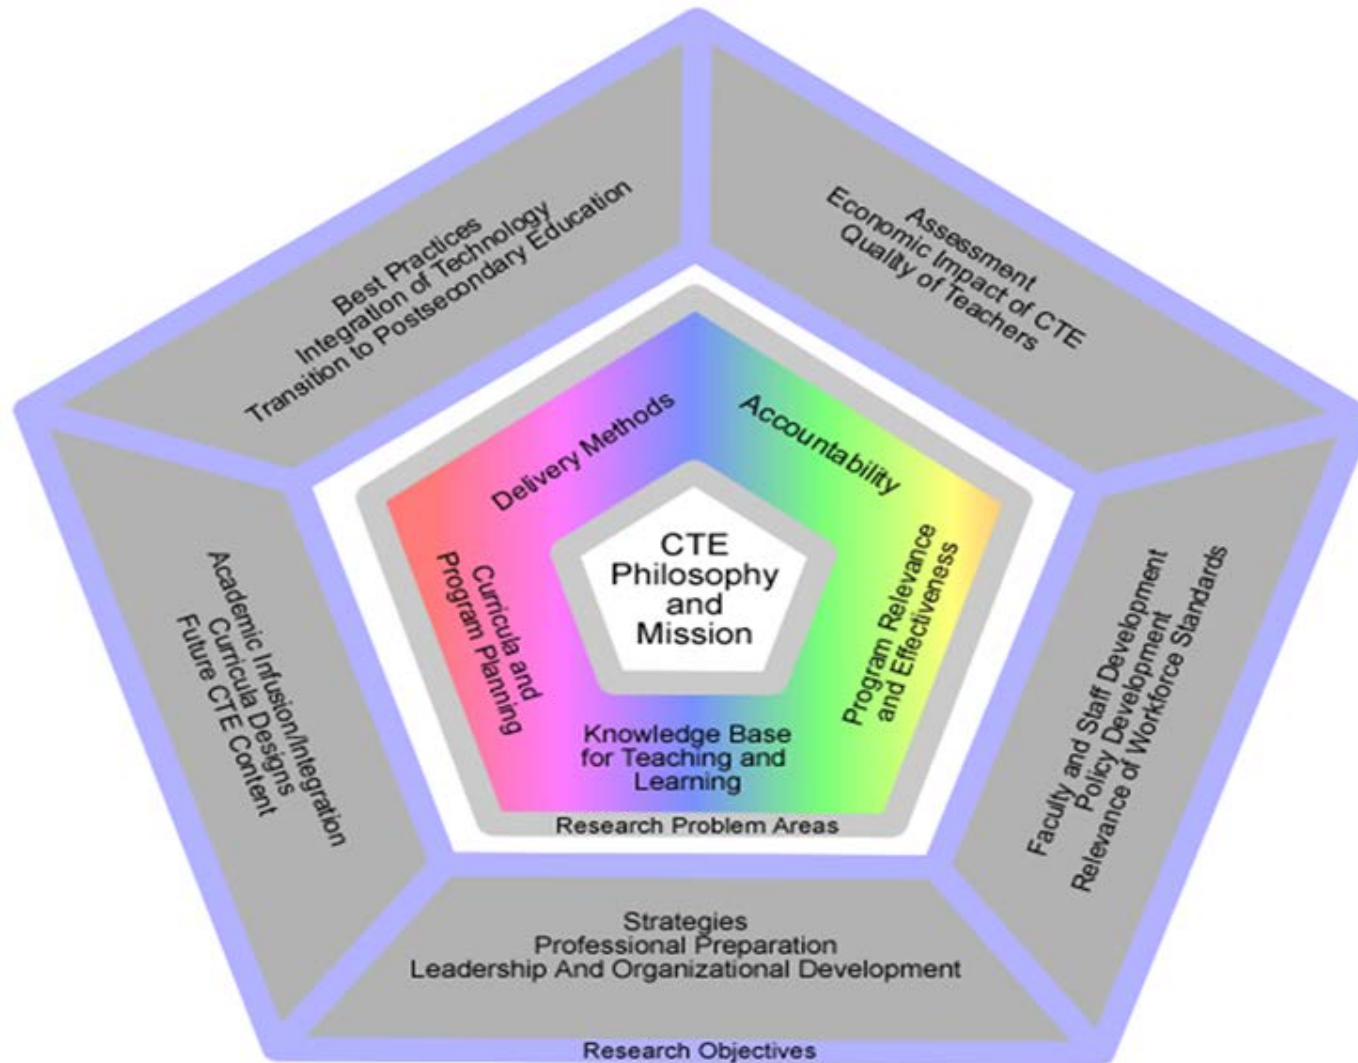 Best Practices
Integration of Technology
Transition to Postsecondary Education
Assessment
Economic Impact of CTE
Quality of Teachers
Delivery Methods
Accountability
CTE
Philosophy
and
Mission
Curricula and
Program Planning
Program Relevance
and Effectiveness
Knowledge Base
for Teaching and
Learning
Research Problem Areas
Academic Infusion/Integration
Curricula Designs
Future CTE Content
Faculty and Staff Development
Policy Development
Relevance of Workforce Standards
Strategies
Professional Preparation
Leadership And Organizational Development
Research Objectives